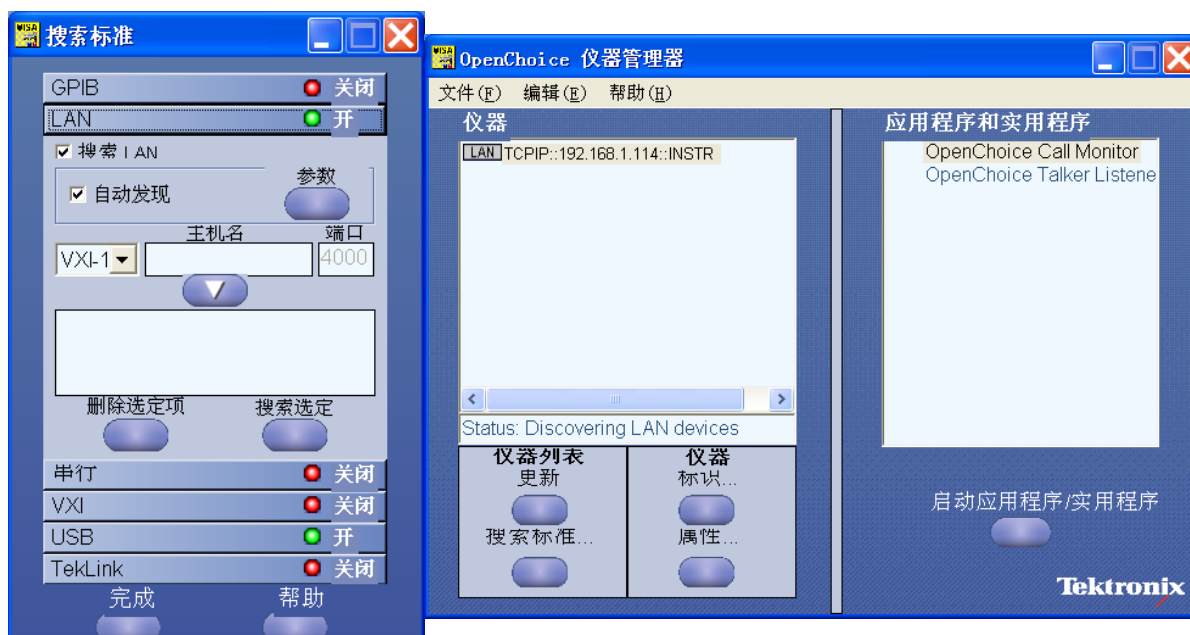 搜索标准
GPIB 关闭
LAN 开
搜索 LAN
自动发现
参数
主机名 端口
VXI-1 4000
删除选定项 搜索选定
串行 关闭
VXI 关闭
USB 开
TekLink 关闭
完成 帮助
OpenChoice 仪器管理器
文件(F) 编辑(E) 帮助(H)
仪器
LAN TCPIP::192.168.1.114::INSTR
Status: Discovering LAN devices
仪器列表
更新
搜索标准...
仪器
标识...
属性...
应用程序和实用程序
OpenChoice Call Monitor
OpenChoice Talker Listene
启动应用程序/实用程序
Tektronix